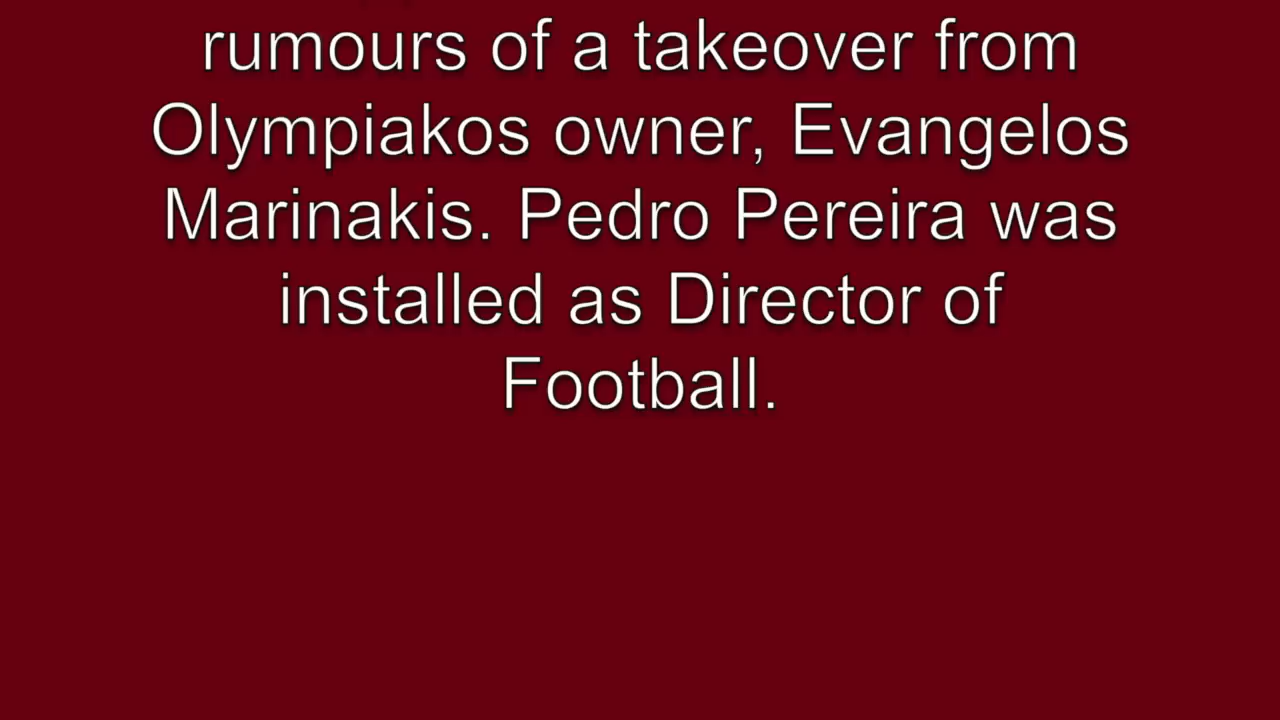 rumours of a takeover from
Olympiakos owner, Evangelos
Marinakis. Pedro Pereira was
installed as Director of
Football.